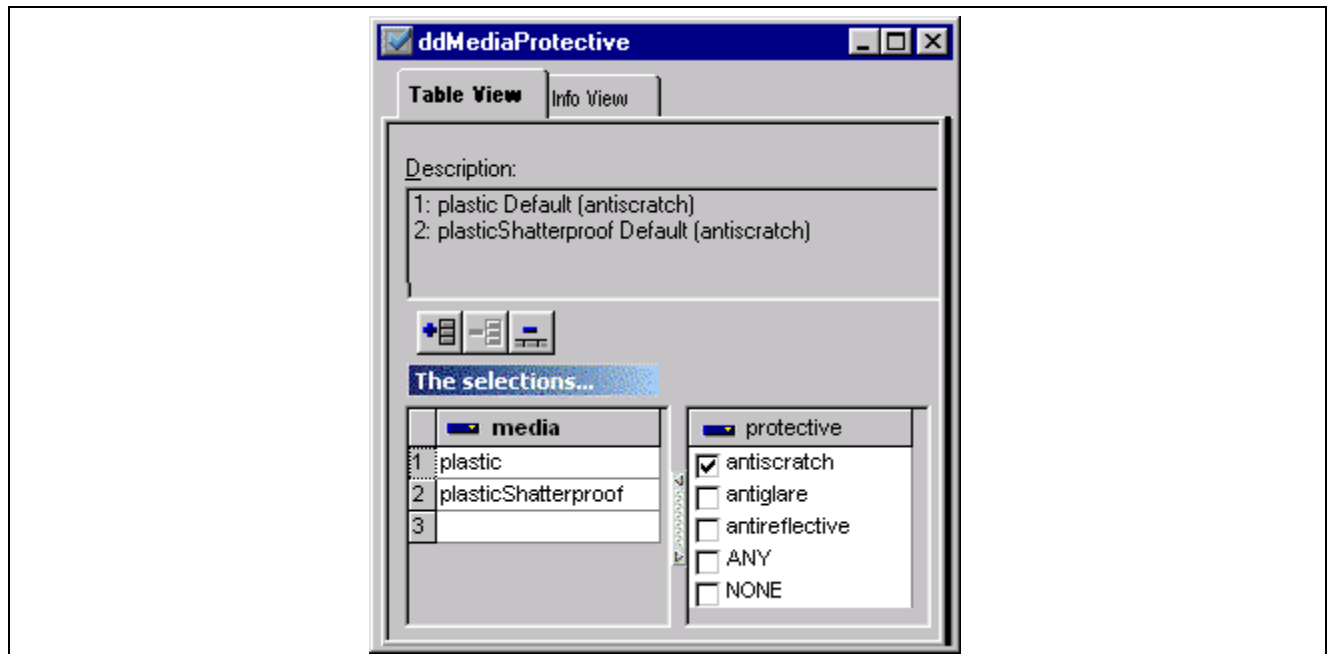 ddMediaProtective
Table View Info View
Description:
1: plastic Default (antiscratch)
2: plasticShatterproof Default (antiscratch)
The selections...
media protective
1 plastic antiscratch
2 plasticShatterproof antiglare
3 antireflective
ANY
NONE